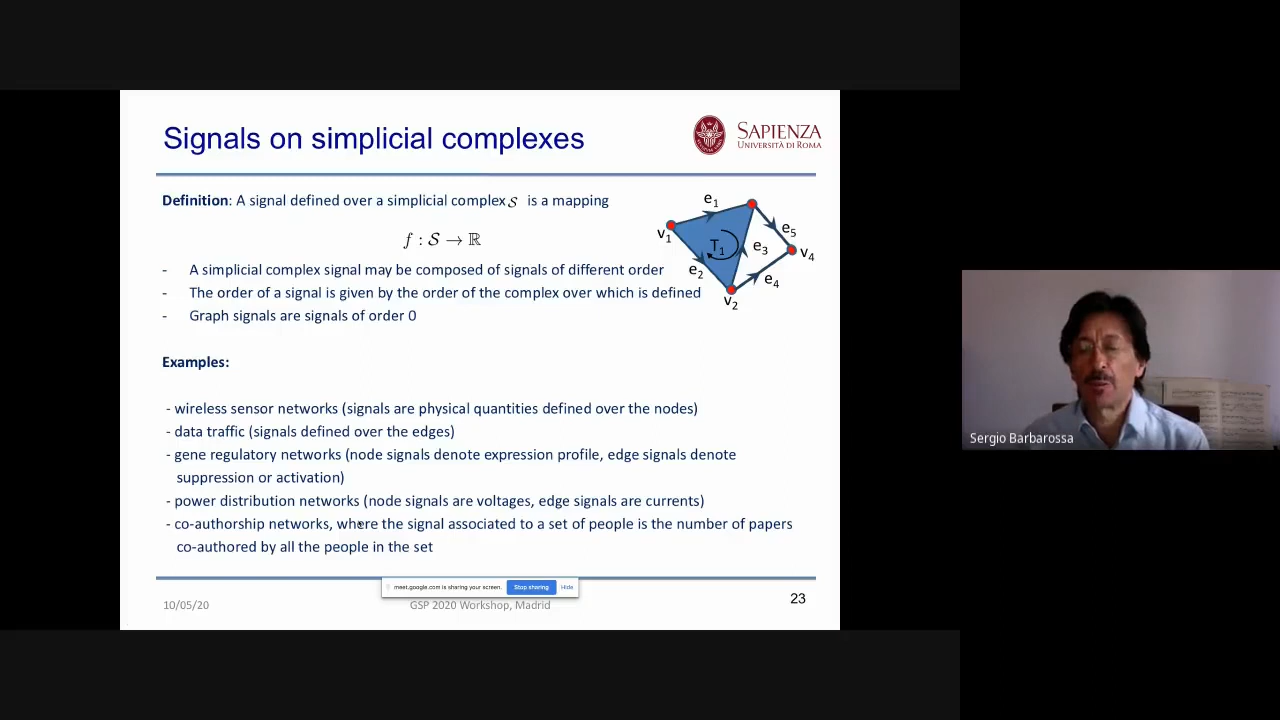 Signals on simplicial complexes
SAPIENZA
UNIVERSITÀ DI ROMA
Definition: A signal defined over a simplicial complex 𝒮 is a mapping
f : 𝒮 → ℝ
- A simplicial complex signal may be composed of signals of different order
- The order of a signal is given by the order of the complex over which is defined
- Graph signals are signals of order 0
e1
v1
T1
e3
e5
v4
e2
e4
v2
Examples:
- wireless sensor networks (signals are physical quantities defined over the nodes)
- data traffic (signals defined over the edges)
- gene regulatory networks (node signals denote expression profile, edge signals denote
suppression or activation)
- power distribution networks (node signals are voltages, edge signals are currents)
- co-authorship networks, where the signal associated to a set of people is the number of papers
co-authored by all the people in the set
meet.google.com is sharing your screen.
Stop sharing
Hide
10/05/20
GSP 2020 Workshop, Madrid
23
Sergio Barbarossa